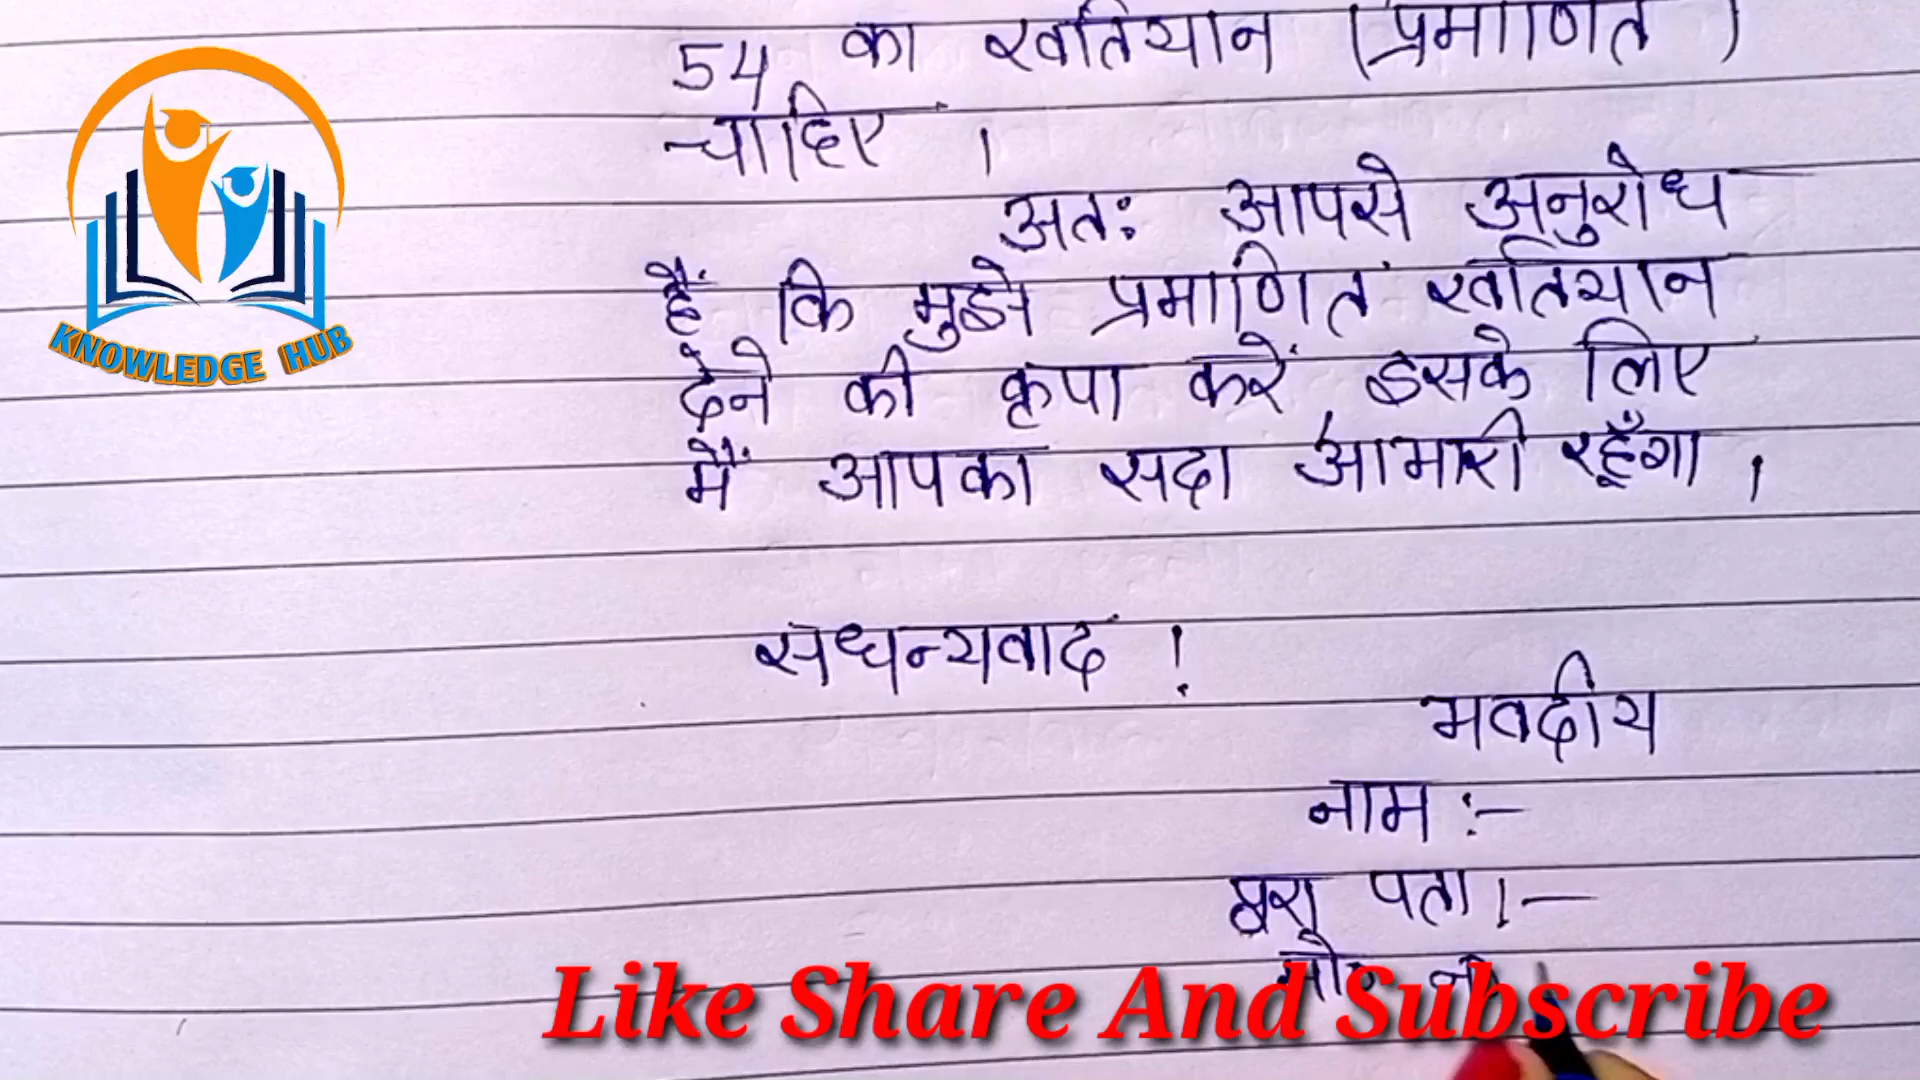 54 का खतियान (प्रमाणित)
चाहिए ।
अतः आपसे अनुरोध
है कि मुझे प्रमाणित खतियान
देने की कृपा करें इसके लिए
मैं आपका सदा आभारी रहूँगा ।
सधन्यवाद !
भवदीय
नाम :-
पता :-
KNOWLEDGE HUB
Like Share And Subscribe